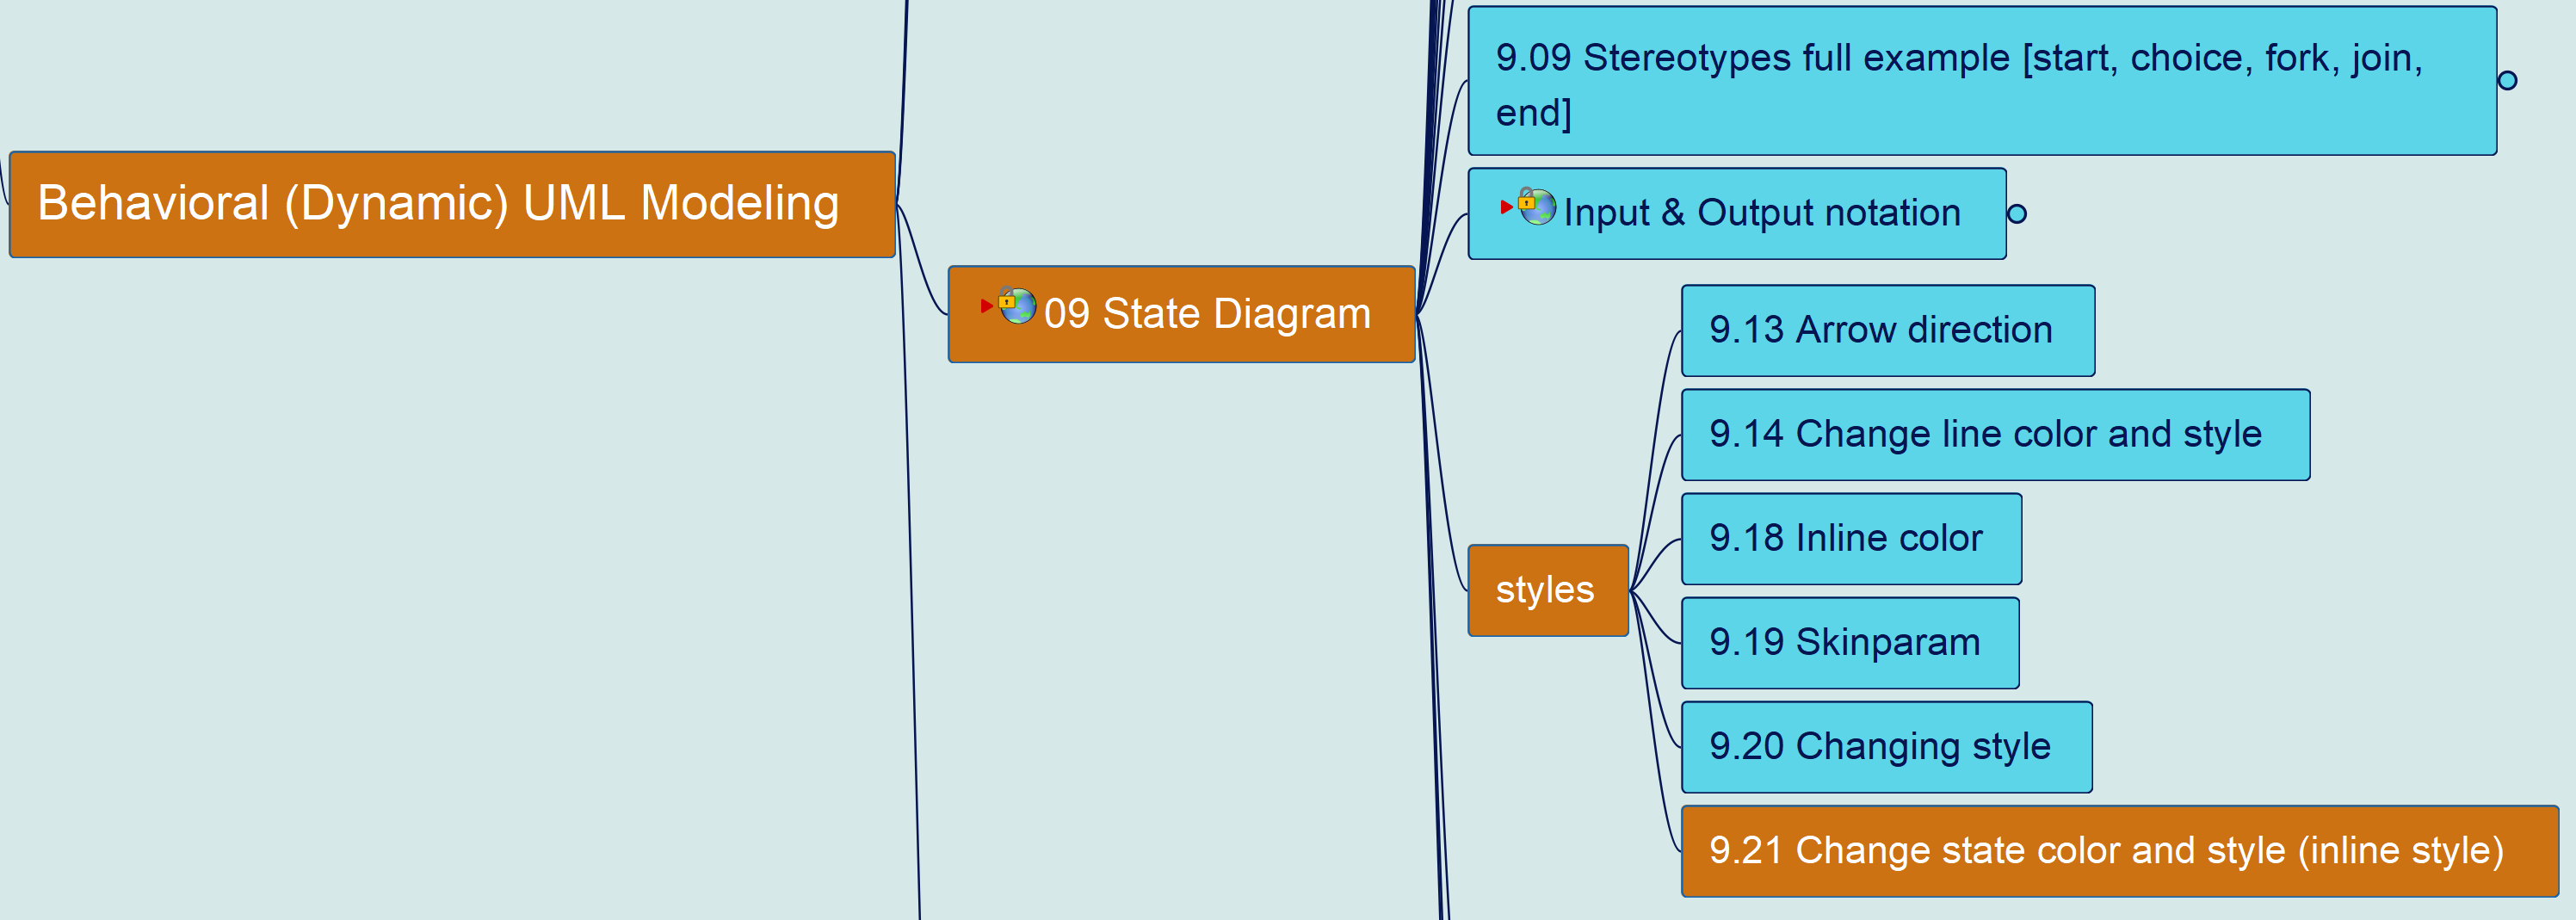 9.09 Stereotypes full example [start, choice, fork, join,
end]
Behavioral (Dynamic) UML Modeling
Input & Output notation
09 State Diagram
9.13 Arrow direction
9.14 Change line color and style
9.18 Inline color
styles
9.19 Skinparam
9.20 Changing style
9.21 Change state color and style (inline style)